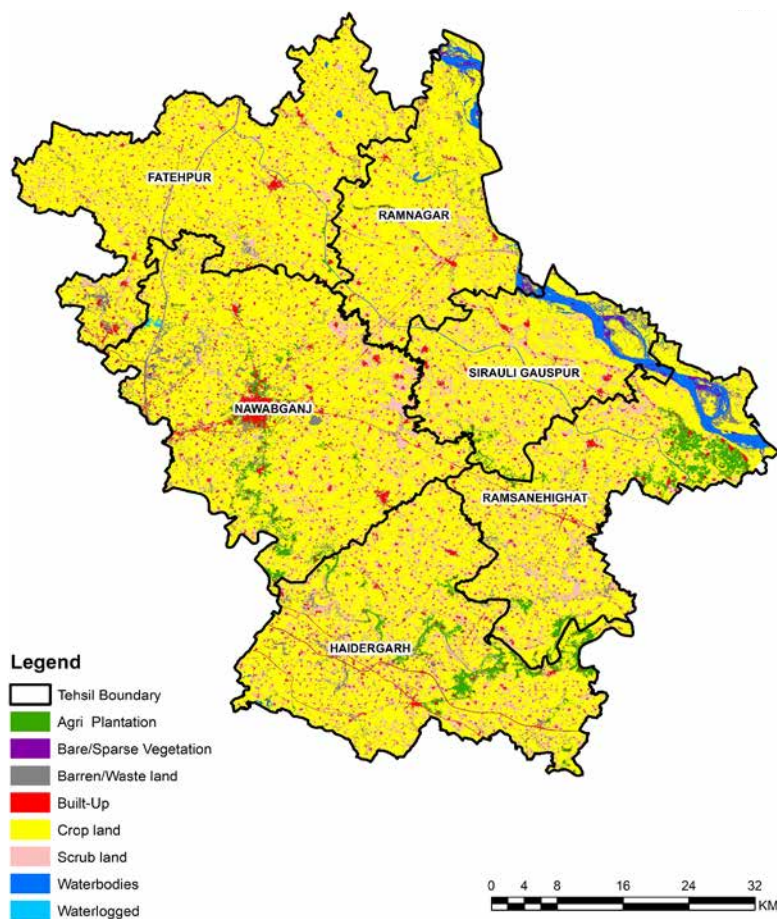 FATEHPUR
RAMNAGAR
SIRAULI GAUSPUR
NAWABGANJ
RAMSANEHIGHAT
HAIDERGARH
Legend
Tehsil Boundary
Agri Plantation
Bare/Sparse Vegetation
Barren/Waste land
Built-Up
Crop land
Scrub land
Waterbodies
Waterlogged
0 4 8 16 24 32
KM